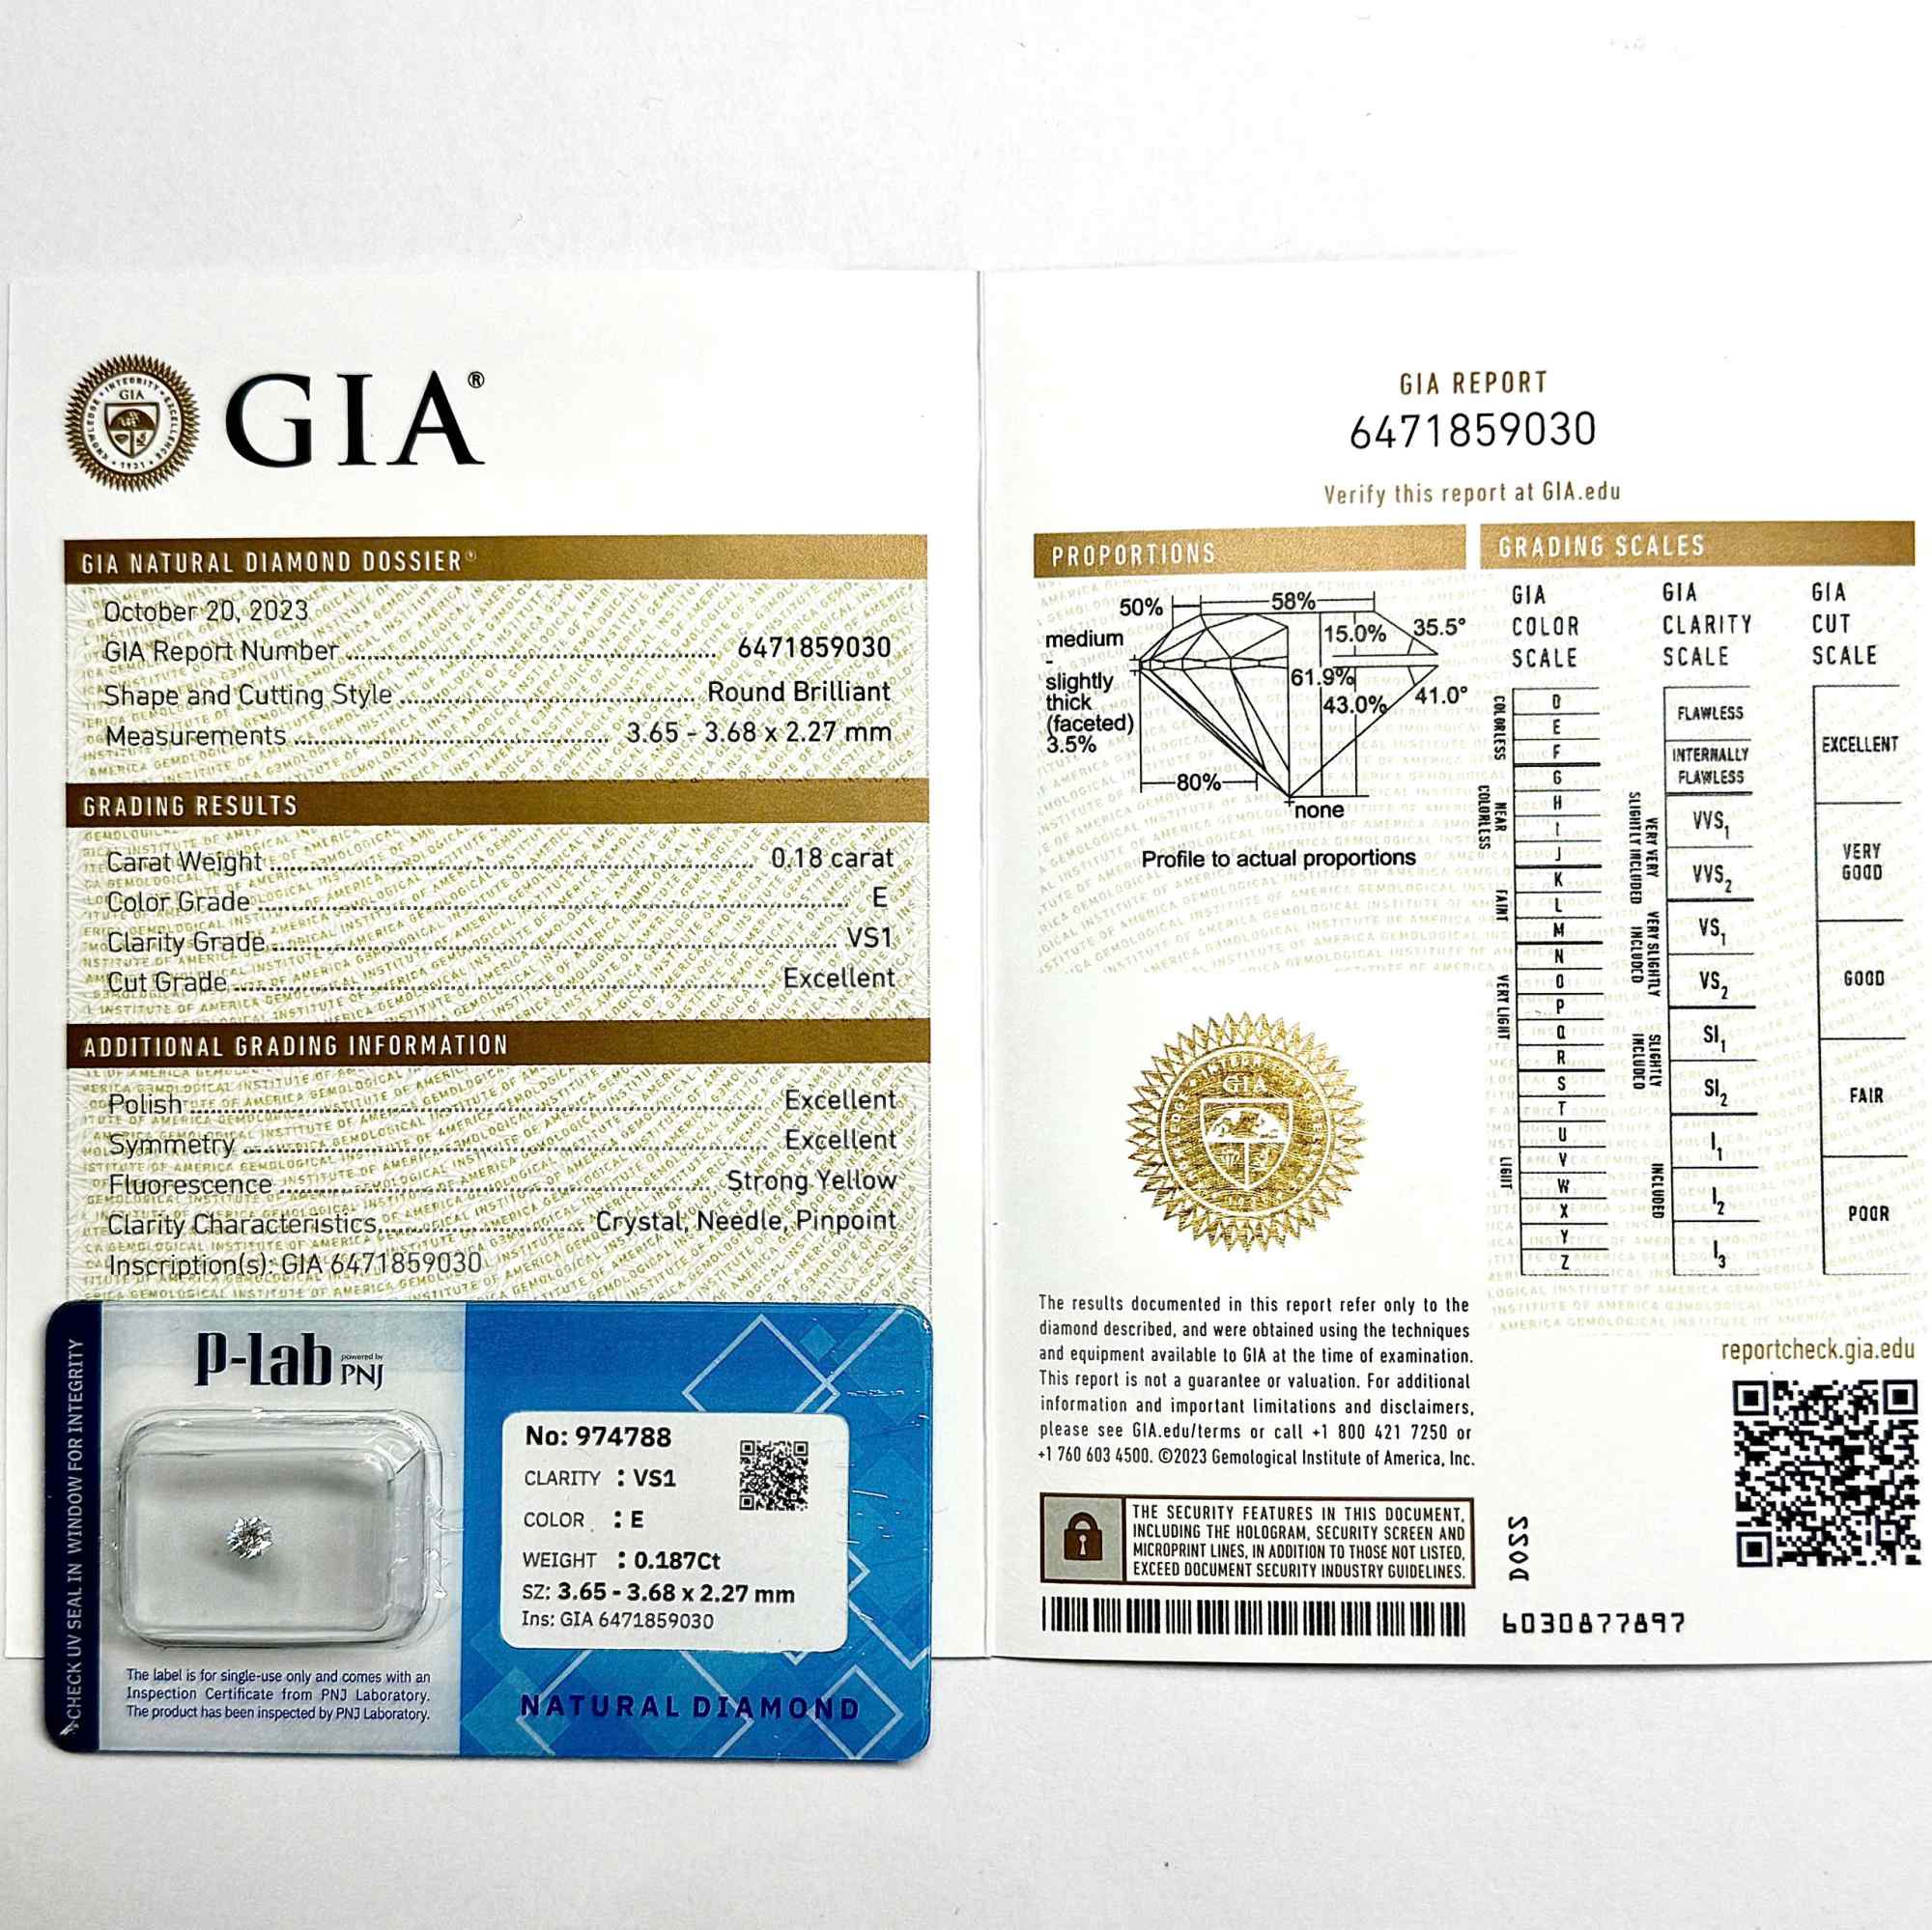 GIA®
GIA NATURAL DIAMOND DOSSIER®
October 20, 2023
GIA Report Number 6471859030
Shape and Cutting Style Round Brilliant
Measurements 3.65 - 3.68 x 2.27 mm
GRADING RESULTS
Carat Weight 0.18 carat
Color Grade E
Clarity Grade VS1
Cut Grade Excellent
ADDITIONAL GRADING INFORMATION
Polish Excellent
Symmetry Excellent
Fluorescence Strong Yellow
Clarity Characteristics Crystal, Needle, Pinpoint
Inscription(s): GIA 6471859030
CHECK UV SEAL IN WINDOW FOR INTEGRITY
P-Lab powered by PNJ
No: 974788
CLARITY : VS1
COLOR : E
WEIGHT : 0.187Ct
SZ: 3.65 - 3.68 x 2.27 mm
Ins: GIA 6471859030
The label is for single-use only and comes with an
Inspection Certificate from PNJ Laboratory.
The product has been inspected by PNJ Laboratory.
NATURAL DIAMOND
GIA REPORT
6471859030
Verify this report at GIA.edu
PROPORTIONS
50%
58%
medium
-
slightly
thick
(faceted)
3.5%
15.0%
35.5°
61.9%
43.0%
41.0°
80%
none
Profile to actual proportions
GRADING SCALES
GIA
COLOR
SCALE
COLORLESS
D
E
F
NEAR COLORLESS
G
H
I
J
FAINT
K
L
M
VERY LIGHT
N
O
P
Q
R
LIGHT
S
T
U
V
W
X
Y
Z
GIA
CLARITY
SCALE
FLAWLESS
INTERNALLY
FLAWLESS
VERY VERY
SLIGHTLY INCLUDED
VVS1
VVS2
VERY SLIGHTLY
INCLUDED
VS1
VS2
SLIGHTLY
INCLUDED
SI1
SI2
INCLUDED
I1
I2
I3
GIA
CUT
SCALE
EXCELLENT
VERY
GOOD
GOOD
FAIR
POOR
GIA
The results documented in this report refer only to the
diamond described, and were obtained using the techniques
and equipment available to GIA at the time of examination.
This report is not a guarantee or valuation. For additional
information and important limitations and disclaimers,
please see GIA.edu/terms or call +1 800 421 7250 or
+1 760 603 4500. ©2023 Gemological Institute of America, Inc.
THE SECURITY FEATURES IN THIS DOCUMENT,
INCLUDING THE HOLOGRAM, SECURITY SCREEN AND
MICROPRINT LINES, IN ADDITION TO THOSE NOT LISTED,
EXCEED DOCUMENT SECURITY INDUSTRY GUIDELINES.
reportcheck.gia.edu
DOSS
6030877897